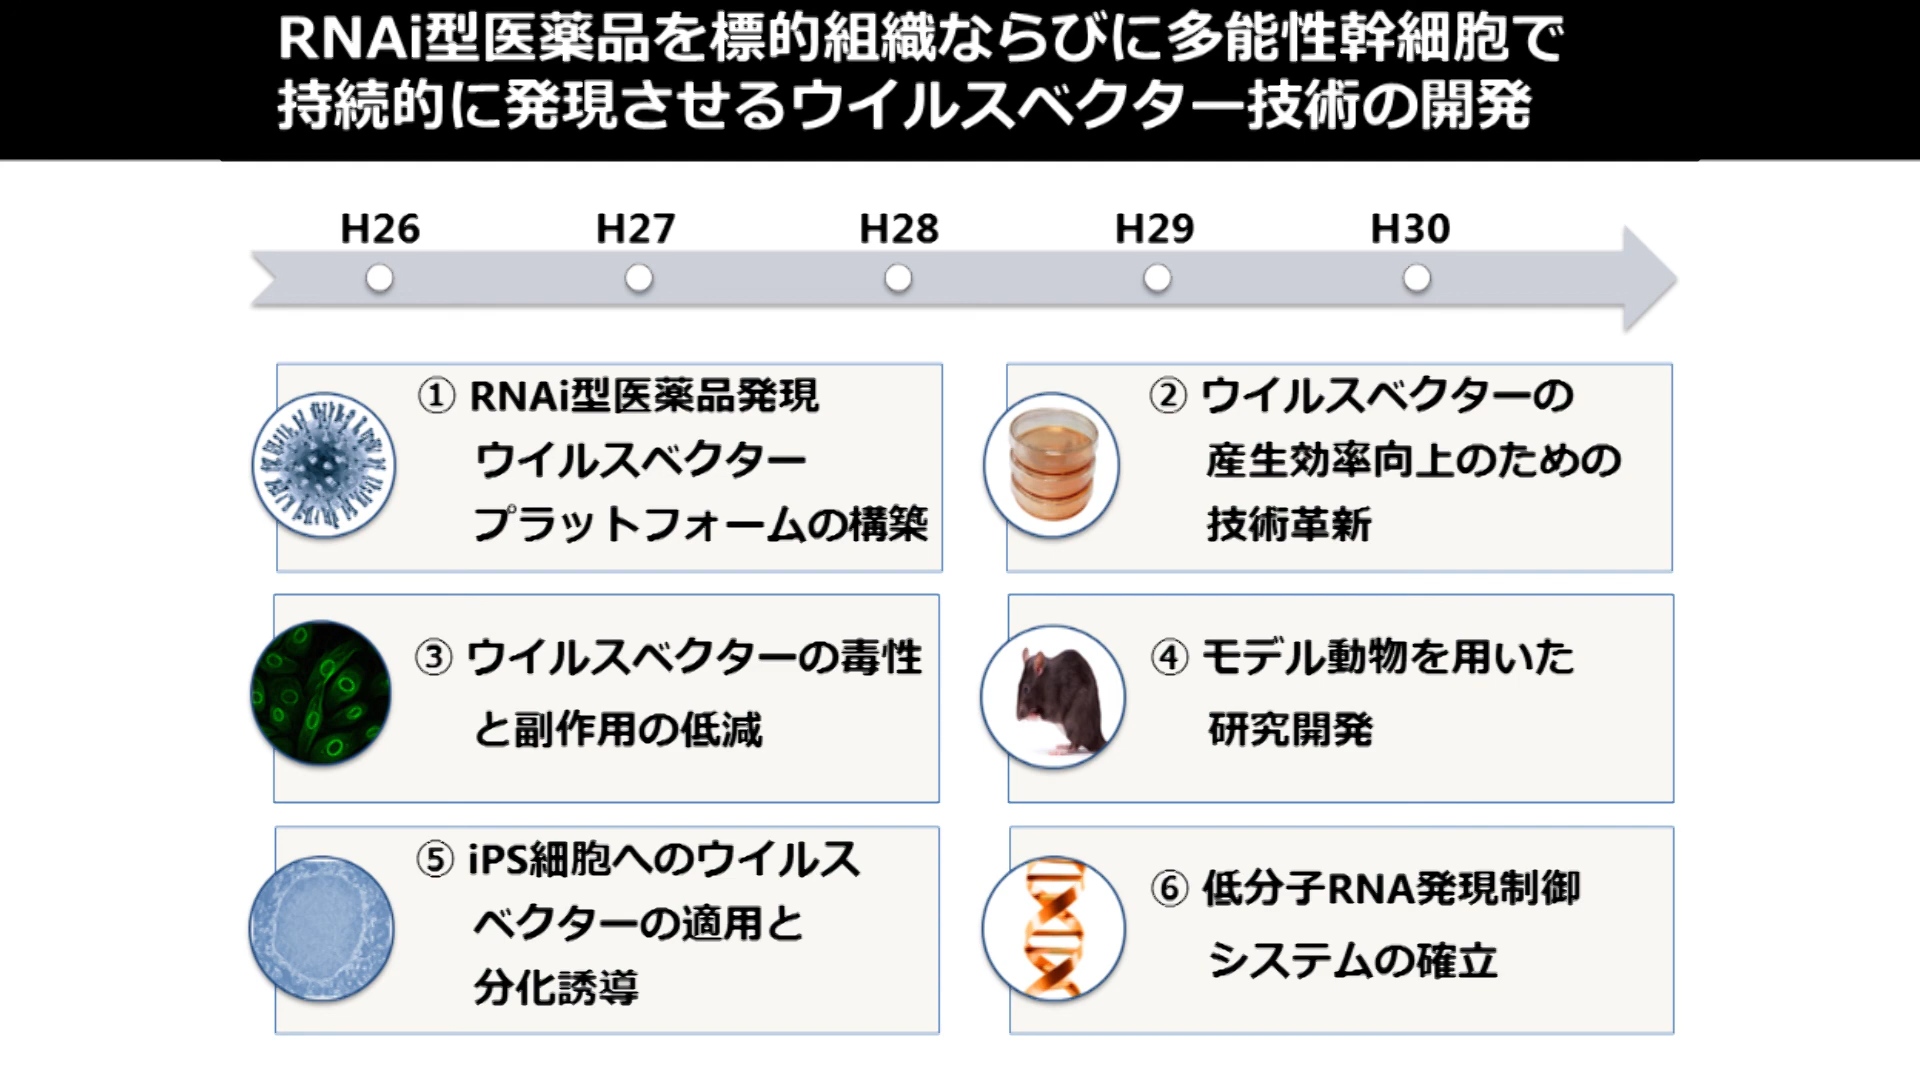 RNAi型医薬品を標的組織ならびに多能性幹細胞で
持続的に発現させるウイルスベクター技術の開発
H26 H27 H28 H29 H30
① RNAi型医薬品発現
ウイルスベクター
プラットフォームの構築
② ウイルスベクターの
産生効率向上のための
技術革新
③ ウイルスベクターの毒性
と副作用の低減
④ モデル動物を用いた
研究開発
⑤ iPS細胞へのウイルス
ベクターの適用と
分化誘導
⑥ 低分子RNA発現制御
システムの確立